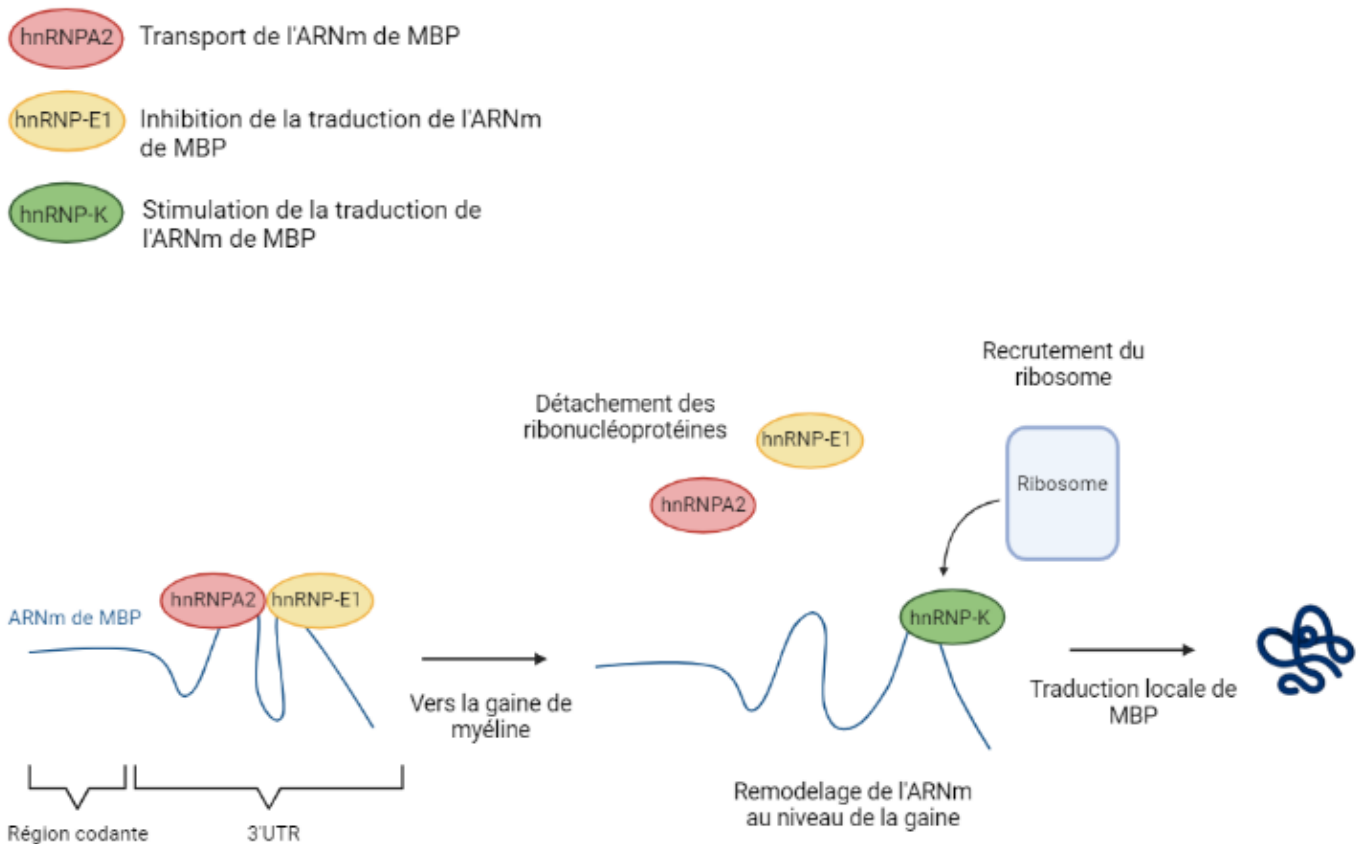 hnRNPA2
Transport de l'ARNm de MBP
hnRNP-E1
Inhibition de la traduction de l'ARNm
de MBP
hnRNP-K
Stimulation de la traduction de
l'ARNm de MBP
Recrutement du
ribosome
Détachement des
ribonucléoprotéines
hnRNP-E1
hnRNPA2
Ribosome
ARNm de MBP
hnRNPA2
hnRNP-E1
hnRNP-K
Vers la gaine de
myéline
Traduction locale de
MBP
Remodelage de l'ARNm
au niveau de la gaine
Région codante
3'UTR